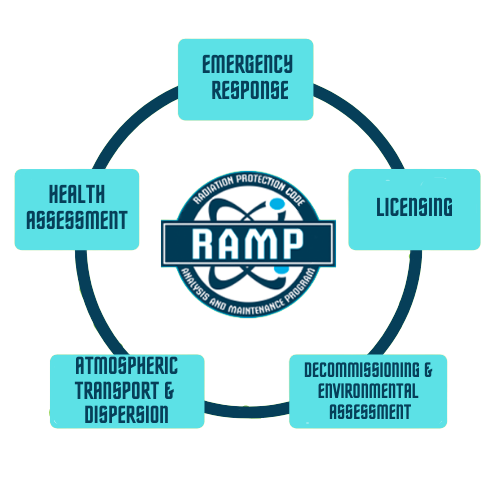 EMERGENCY
RESPONSE
HEALTH
ASSESSMENT
LICENSING
RADIATION PROTECTION CODE
RAMP
ANALYSIS AND MAINTENANCE PROGRAM
ATMOSPHERIC
TRANSPORT &
DISPERSION
DECOMMISSIONING &
ENVIRONMENTAL
ASSESSMENT